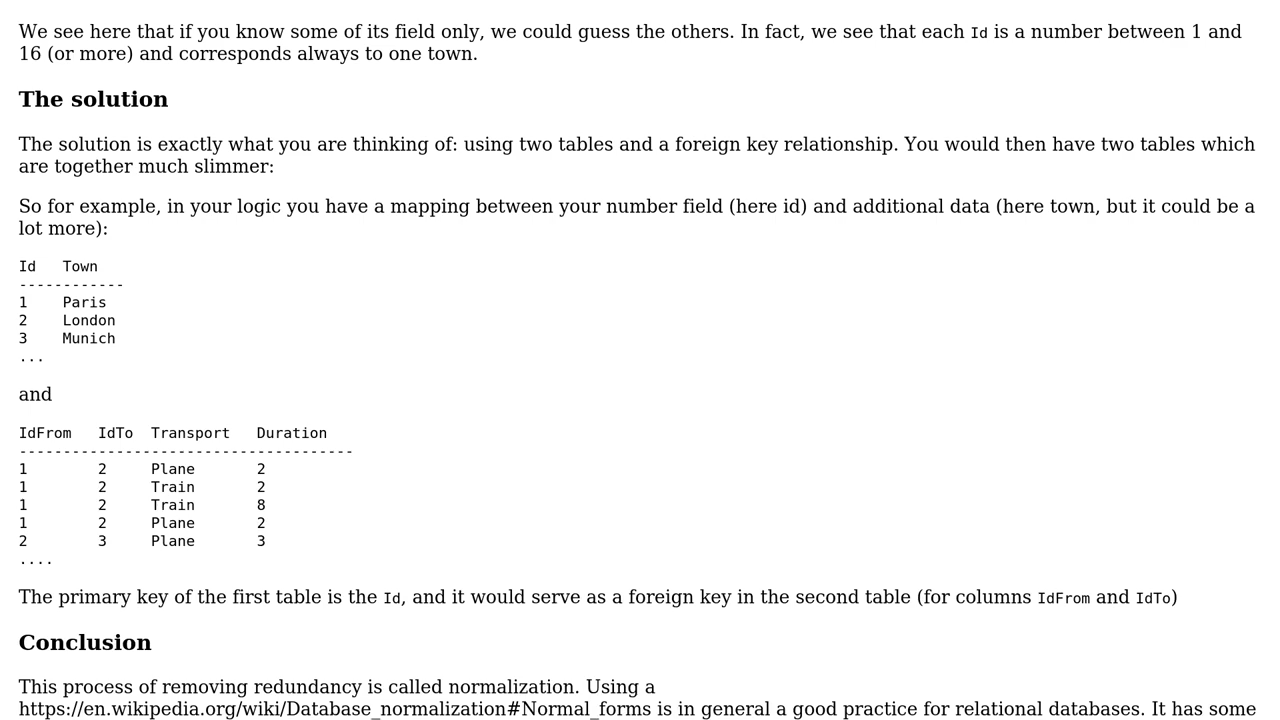 We see here that if you know some of its field only, we could guess the others. In fact, we see that each Id is a number between 1 and
16 (or more) and corresponds always to one town.
The solution
The solution is exactly what you are thinking of: using two tables and a foreign key relationship. You would then have two tables which
are together much slimmer:
So for example, in your logic you have a mapping between your number field (here id) and additional data (here town, but it could be a
lot more):
Id   Town
------------
1    Paris
2    London
3    Munich
...
and
IdFrom   IdTo  Transport   Duration
--------------------------------------
1        2     Plane       2
1        2     Train       2
1        2     Train       8
1        2     Plane       2
2        3     Plane       3
....
The primary key of the first table is the Id, and it would serve as a foreign key in the second table (for columns IdFrom and IdTo)
Conclusion
This process of removing redundancy is called normalization. Using a
https://en.wikipedia.org/wiki/Database_normalization#Normal_forms is in general a good practice for relational databases. It has some